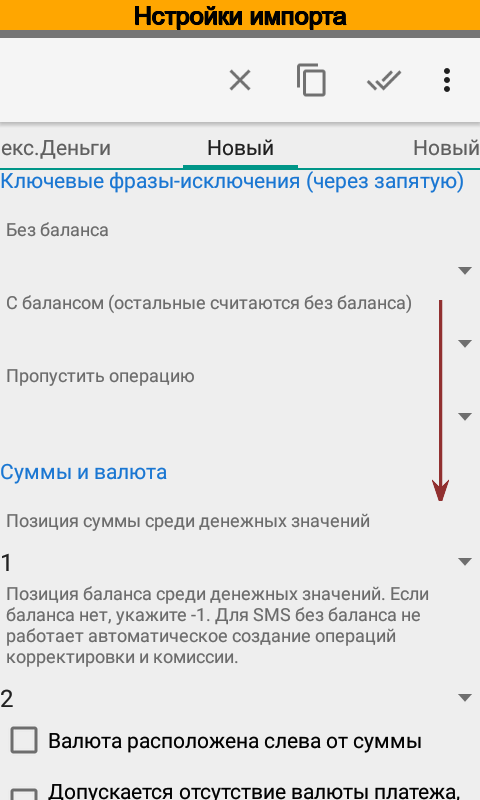 Нстройки импорта
екс.Деньги
Новый
Новый
Ключевые фразы-исключения (через запятую)
Без баланса
С балансом (остальные считаются без баланса)
Пропустить операцию
Суммы и валюта
Позиция суммы среди денежных значений
1
Позиция баланса среди денежных значений. Если
баланса нет, укажите -1. Для SMS без баланса не
работает автоматическое создание операций
корректировки и комиссии.
2
Валюта расположена слева от суммы
Допускается отсутствие валюты платежа,